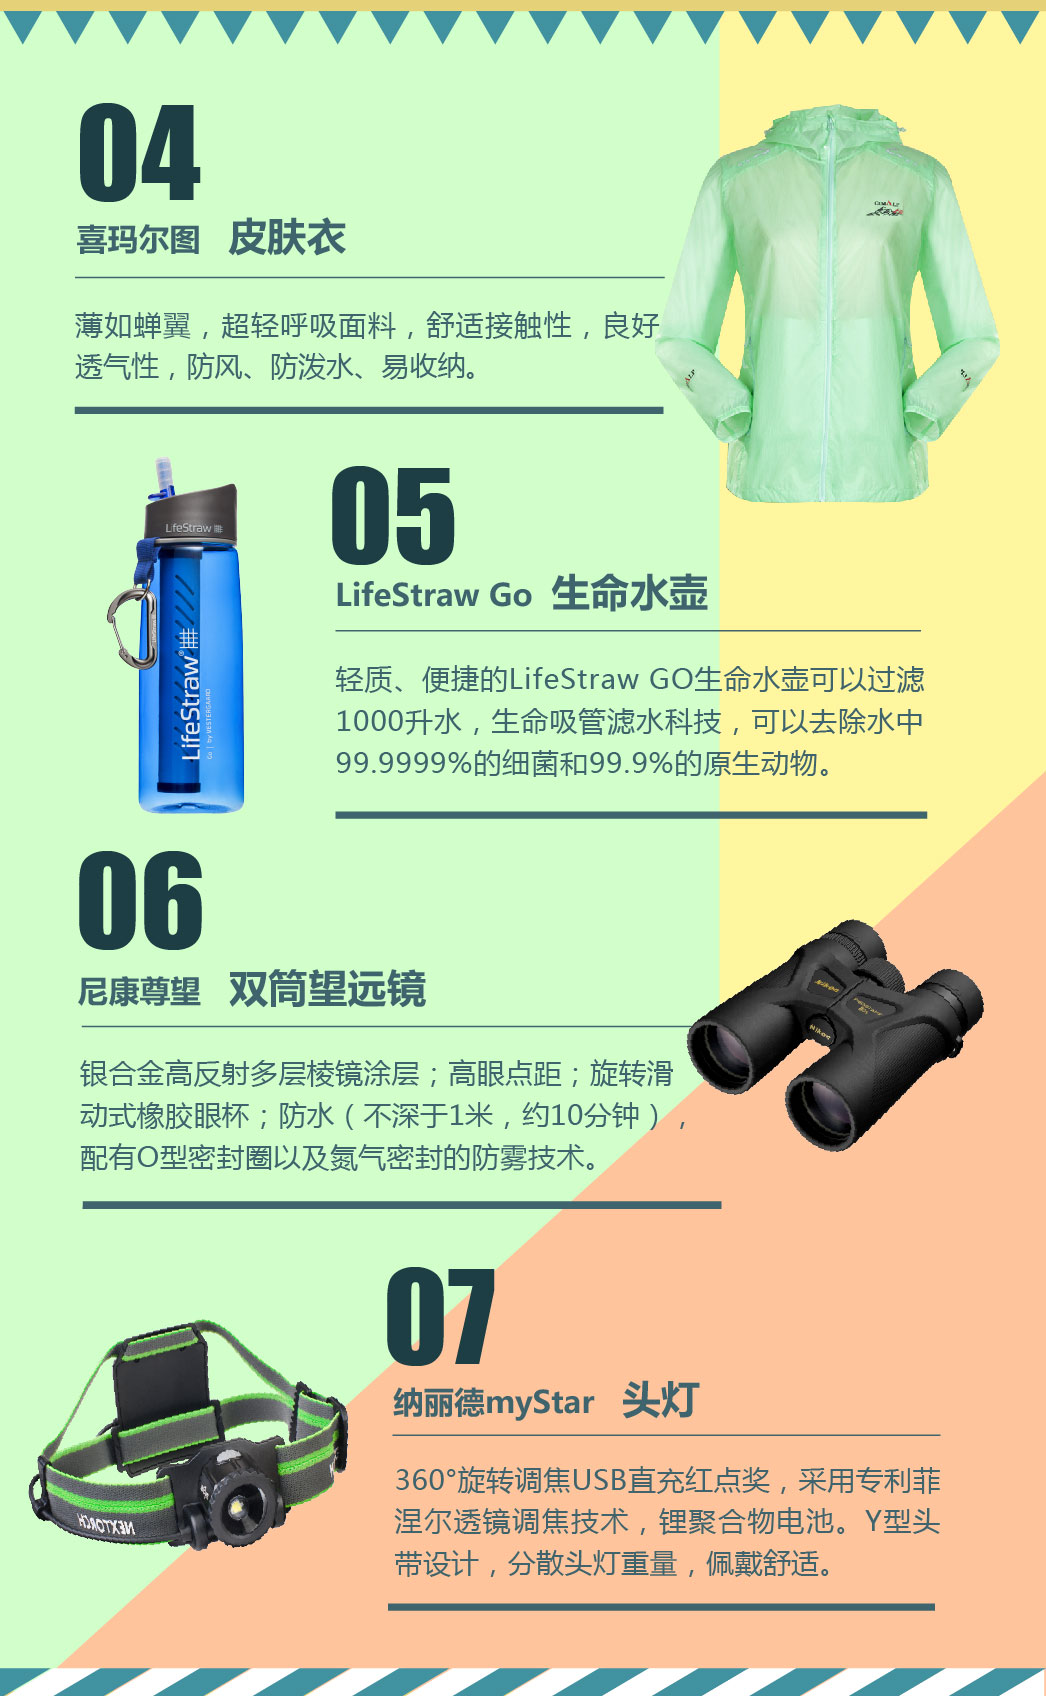 04
喜玛尔图 皮肤衣
薄如蝉翼，超轻呼吸面料，舒适接触性，良好
透气性，防风、防泼水、易收纳。
05
LifeStraw Go 生命水壶
轻质、便捷的LifeStraw GO生命水壶可以过滤
1000升水，生命吸管滤水科技，可以去除水中
99.9999%的细菌和99.9%的原生动物。
LifeStraw
LifeStraw®
Go | by VESTERGAARD
06
尼康尊望 双筒望远镜
银合金高反射多层棱镜涂层；高眼点距；旋转滑
动式橡胶眼杯；防水（不深于1米，约10分钟），
配有O型密封圈以及氮气密封的防雾技术。
Nikon
PROSTAFF
Nikon
07
纳丽德myStar 头灯
360°旋转调焦USB直充红点奖，采用专利菲
涅尔透镜调焦技术，锂聚合物电池。Y型头
带设计，分散头灯重量，佩戴舒适。
NEXTORCH